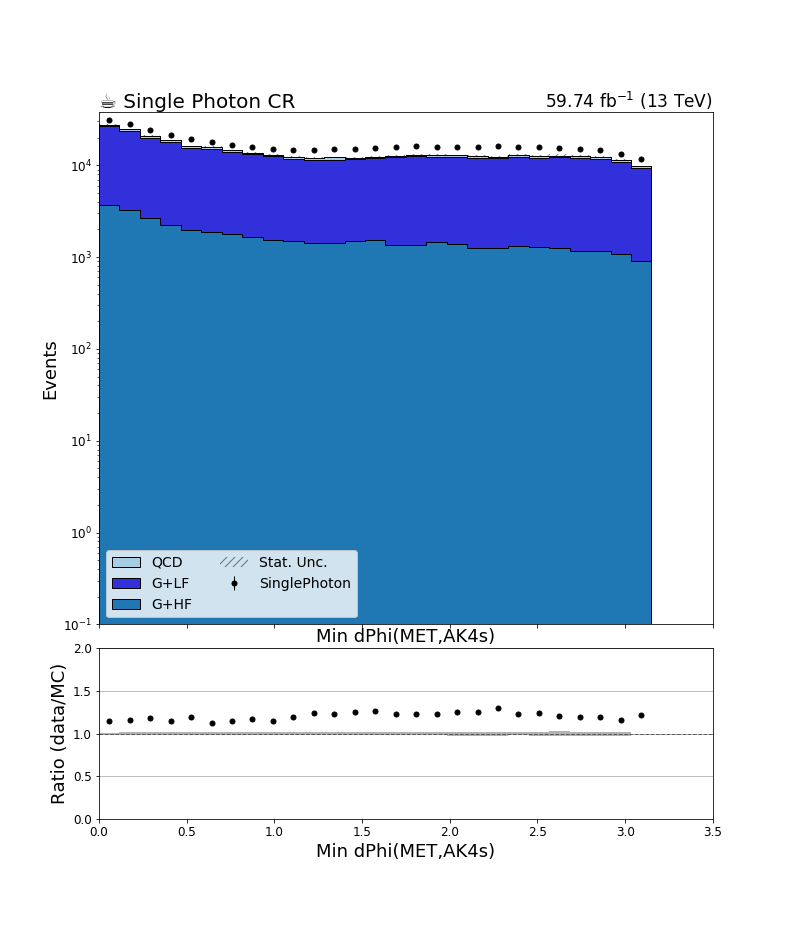 ☕ Single Photon CR
59.74 fb⁻¹ (13 TeV)
Events
10⁴
10³
10²
10¹
10⁰
10⁻¹
QCD
G+LF
G+HF
Stat. Unc.
SinglePhoton
Min dPhi(MET,AK4s)
Ratio (data/MC)
2.0
1.5
1.0
0.5
0.0
0.0 0.5 1.0 1.5 2.0 2.5 3.0 3.5
Min dPhi(MET,AK4s)